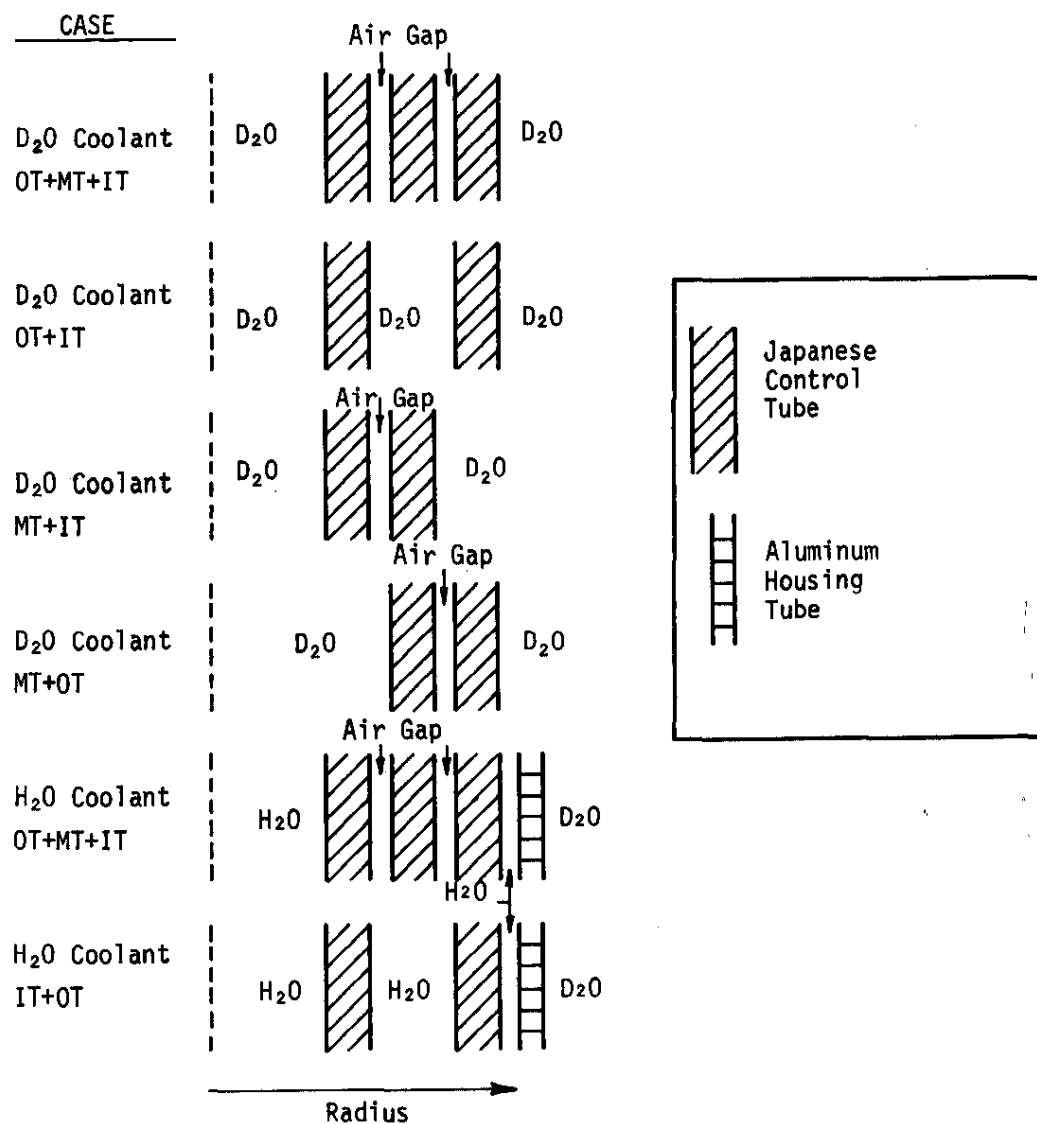 CASE
Air Gap
D₂O Coolant
OT+MT+IT
D₂O
D₂O
D₂O Coolant
OT+IT
D₂O
D₂O
D₂O
Air Gap
D₂O Coolant
MT+IT
D₂O
D₂O
Air Gap
D₂O Coolant
MT+OT
D₂O
D₂O
Air Gap
H₂O Coolant
OT+MT+IT
H₂O
D₂O
H₂O
H₂O Coolant
IT+OT
H₂O
H₂O
D₂O
Radius
Japanese
Control
Tube
Aluminum
Housing
Tube